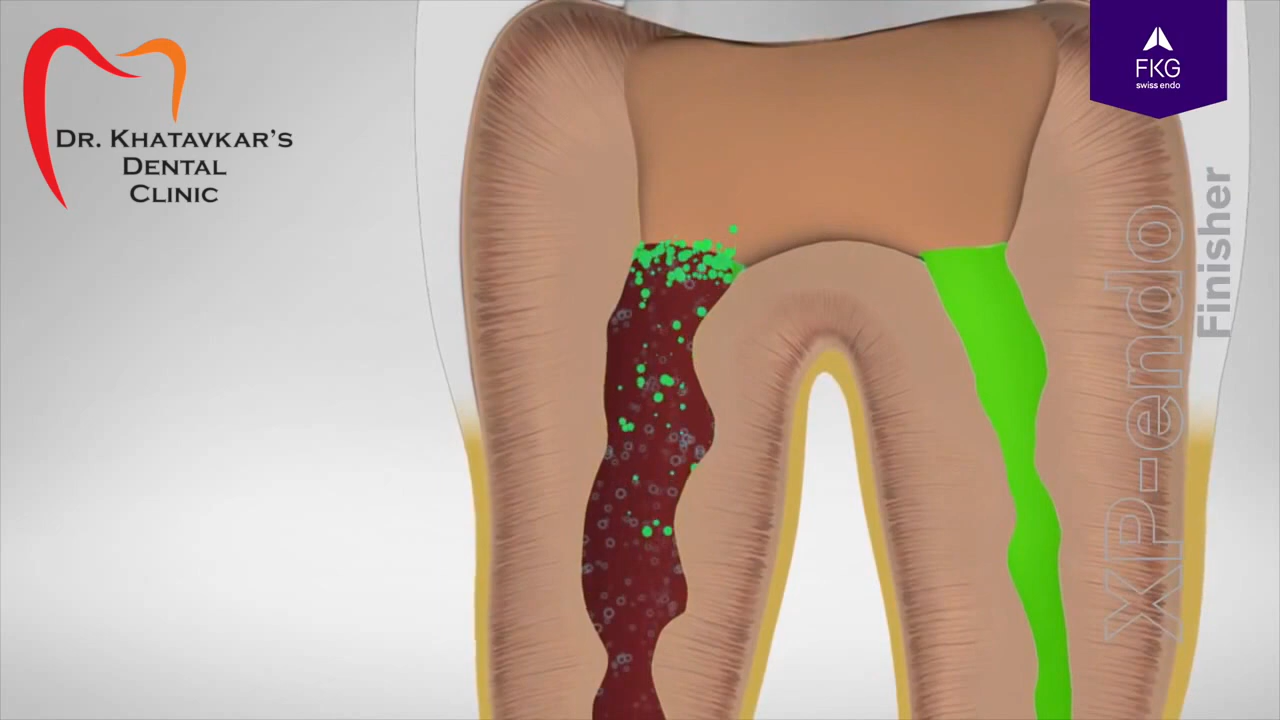 DR. KHATAVKAR'S
DENTAL
CLINIC
FKG
swiss endo
XP-endo
Finisher